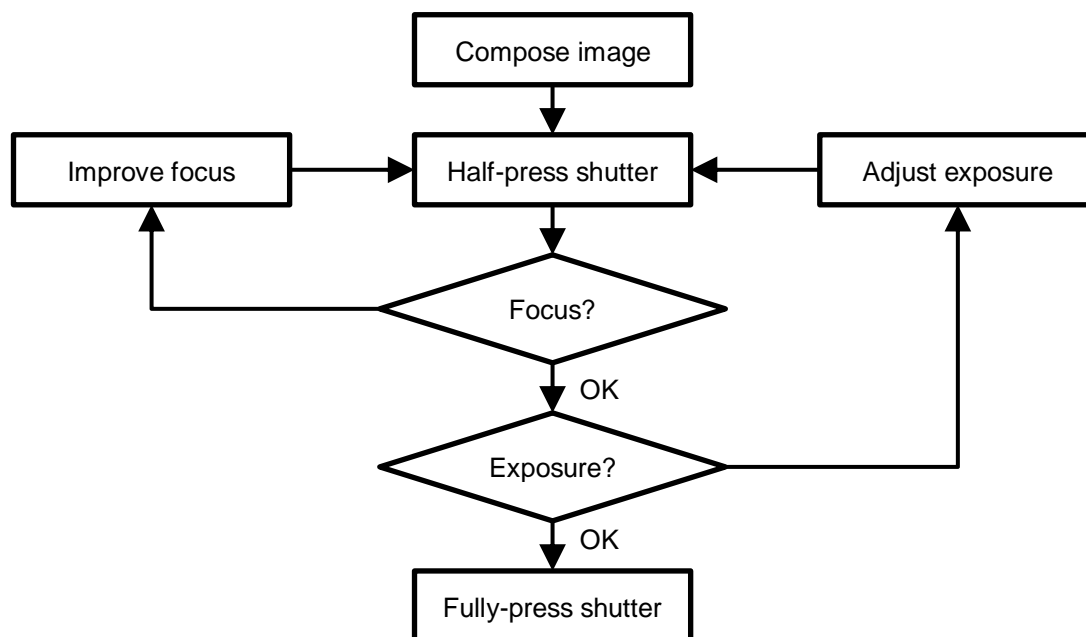 Compose image
Improve focus
Half-press shutter
Adjust exposure
Focus?
OK
Exposure?
OK
Fully-press shutter